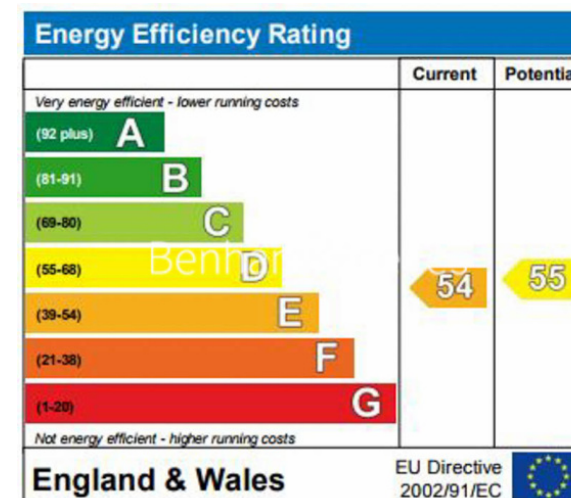 Energy Efficiency Rating
Current Potentia
Very energy efficient - lower running costs
(92 plus) A
(81-91) B
(69-80) C
(55-68) D
55
(39-54) E
54
(21-38) F
(1-20) G
Not energy efficient - higher running costs
England & Wales
EU Directive
2002/91/EC